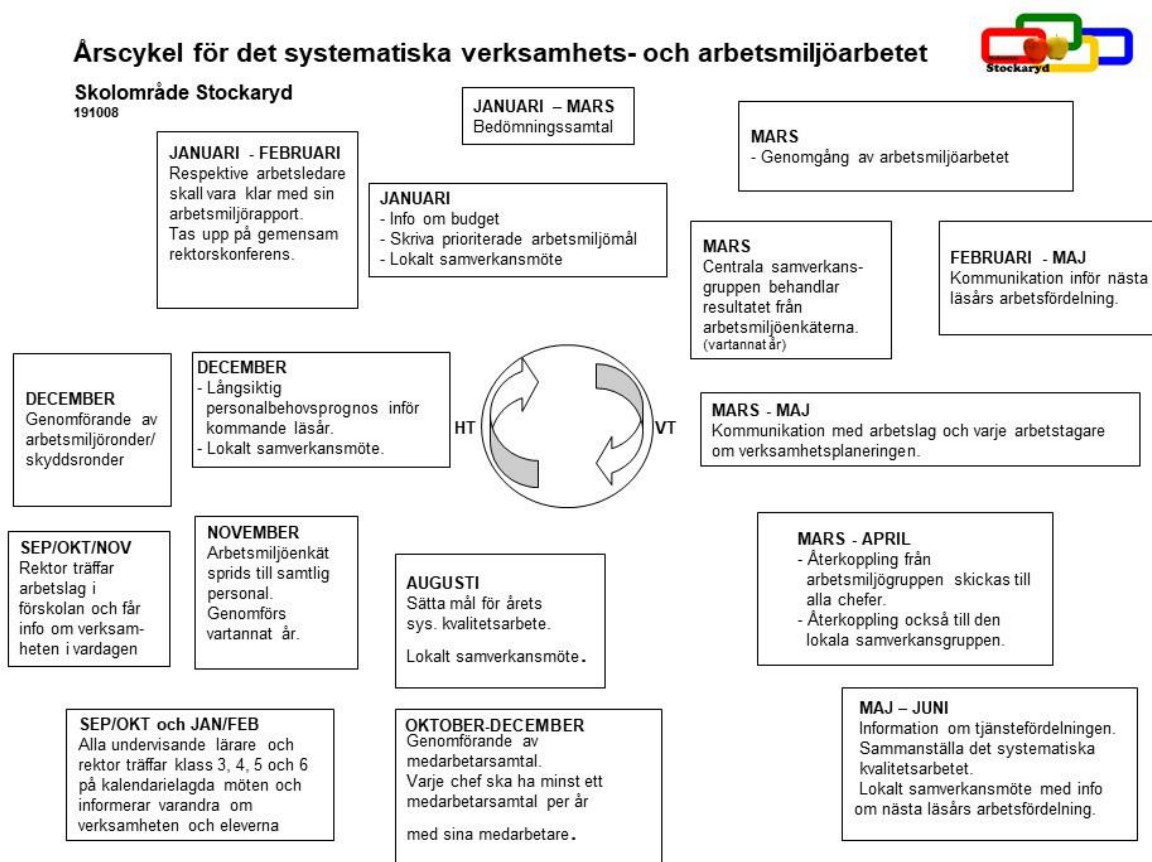 Årscykel för det systematiska verksamhets- och arbetsmiljöarbetet
Stockaryd
Skolområde Stockaryd
191008
JANUARI – MARS
Bedömningssamtal
MARS
- Genomgång av arbetsmiljöarbetet
JANUARI - FEBRUARI
Respektive arbetsledare
skall vara klar med sin
arbetsmiljörapport.
Tas upp på gemensam
rektorskonferens.
JANUARI
- Info om budget
- Skriva prioriterade arbetsmiljömål
- Lokalt samverkansmöte
MARS
Centrala samverkans-
gruppen behandlar
resultatet från
arbetsmiljöenkäterna.
(vartannat år)
FEBRUARI - MAJ
Kommunikation inför nästa
läsårs arbetsfördelning.
DECEMBER
Genomförande av
arbetsmiljöronder/
skyddsronder
DECEMBER
- Långsiktig
personalbehovsprognos inför
kommande läsår.
- Lokalt samverkansmöte.
HT
VT
MARS - MAJ
Kommunikation med arbetslag och varje arbetstagare
om verksamhetsplaneringen.
SEP/OKT/NOV
Rektor träffar
arbetslag i
förskolan och får
info om verksam-
heten i vardagen
NOVEMBER
Arbetsmiljöenkät
sprids till samtlig
personal.
Genomförs
vartannat år.
AUGUSTI
Sätta mål för årets
sys. kvalitetsarbete.
Lokalt samverkansmöte.
MARS - APRIL
- Återkoppling från
arbetsmiljögruppen skickas till
alla chefer.
- Återkoppling också till den
lokala samverkansgruppen.
SEP/OKT och JAN/FEB
Alla undervisande lärare och
rektor träffar klass 3, 4, 5 och 6
på kalendarielagda möten och
informerar varandra om
verksamheten och eleverna
OKTOBER-DECEMBER
Genomförande av
medarbetarsamtal.
Varje chef ska ha minst ett
medarbetarsamtal per år
med sina medarbetare.
MAJ – JUNI
Information om tjänstefördelningen.
Sammanställa det systematiska
kvalitetsarbetet.
Lokalt samverkansmöte med info
om nästa läsårs arbetsfördelning.